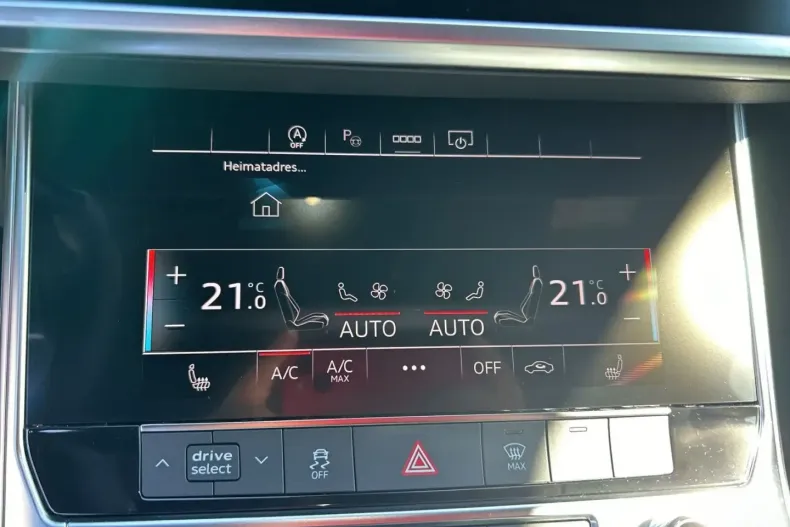 A
OFF
P
Heimatadres...
+ 21.0 °C
21.0 °C +
− −
AUTO AUTO
A/C
A/C
MAX
•••
OFF
drive
select
OFF
MAX